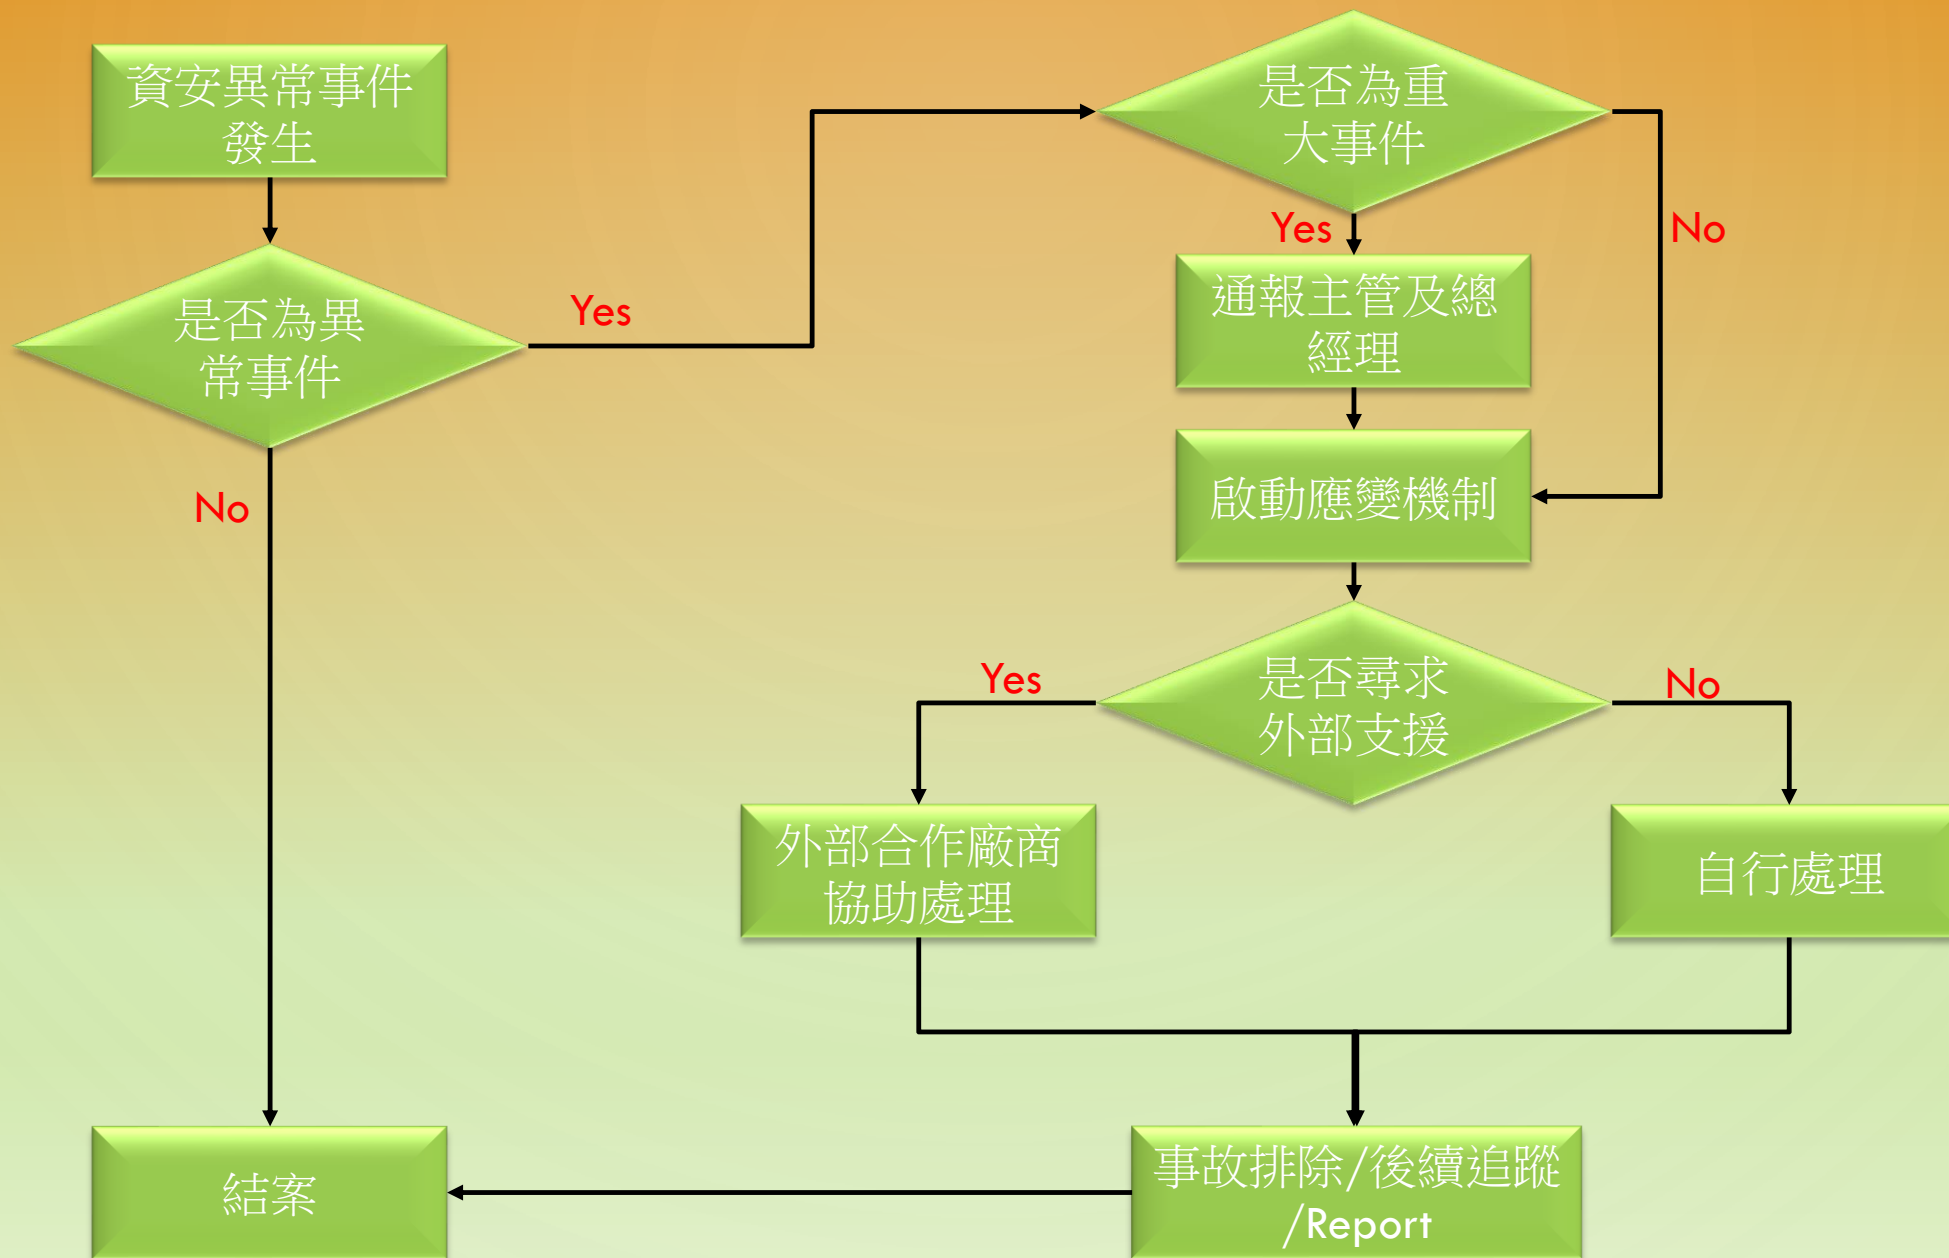 資安異常事件
發生
是否為異
常事件
Yes
No
是否為重
大事件
Yes
No
通報主管及總
經理
啟動應變機制
是否尋求
外部支援
Yes
No
外部合作廠商
協助處理
自行處理
事故排除/後續追蹤
/Report
結案